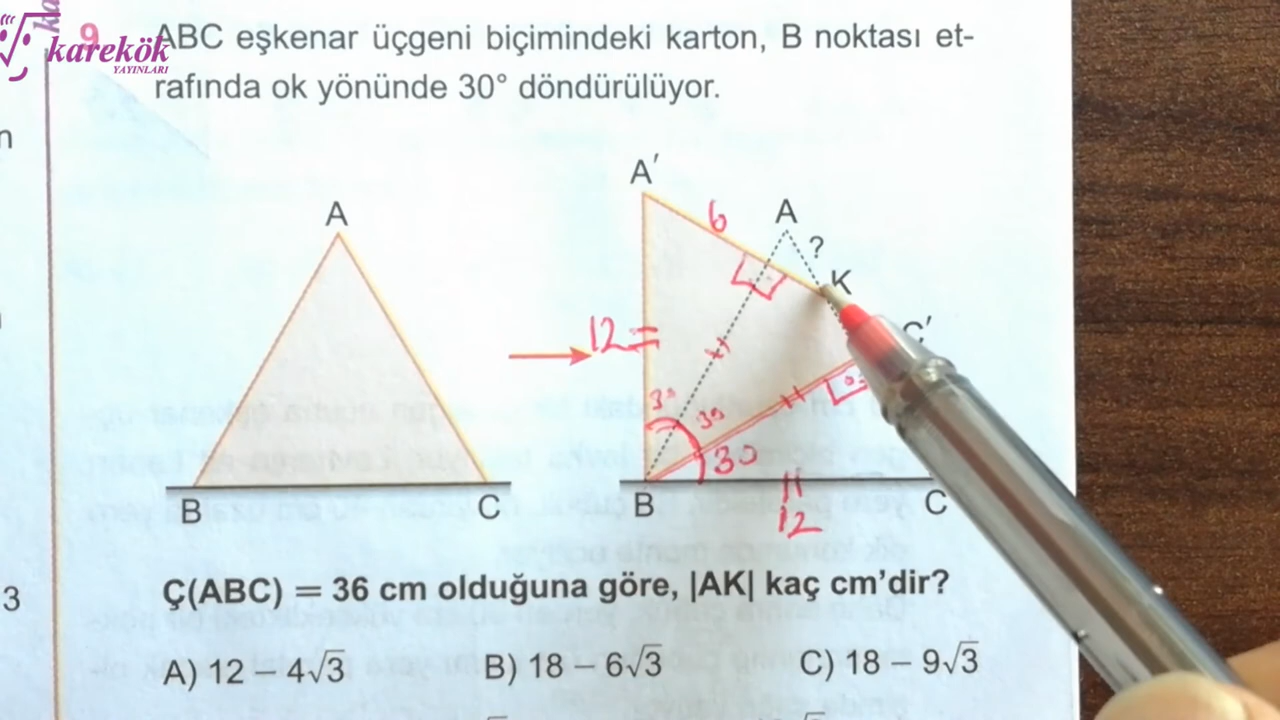 karekök
YAYINLARI
9 ABC eşkenar üçgeni biçimindeki karton, B noktası et-
rafında ok yönünde 30° döndürülüyor.
A
B
C
A′
6
A
?
K
C′
12
30
30
30
B
C
12
Ç(ABC) = 36 cm olduğuna göre, |AK| kaç cm'dir?
A) 12 – 4√3
B) 18 – 6√3
C) 18 – 9√3
3